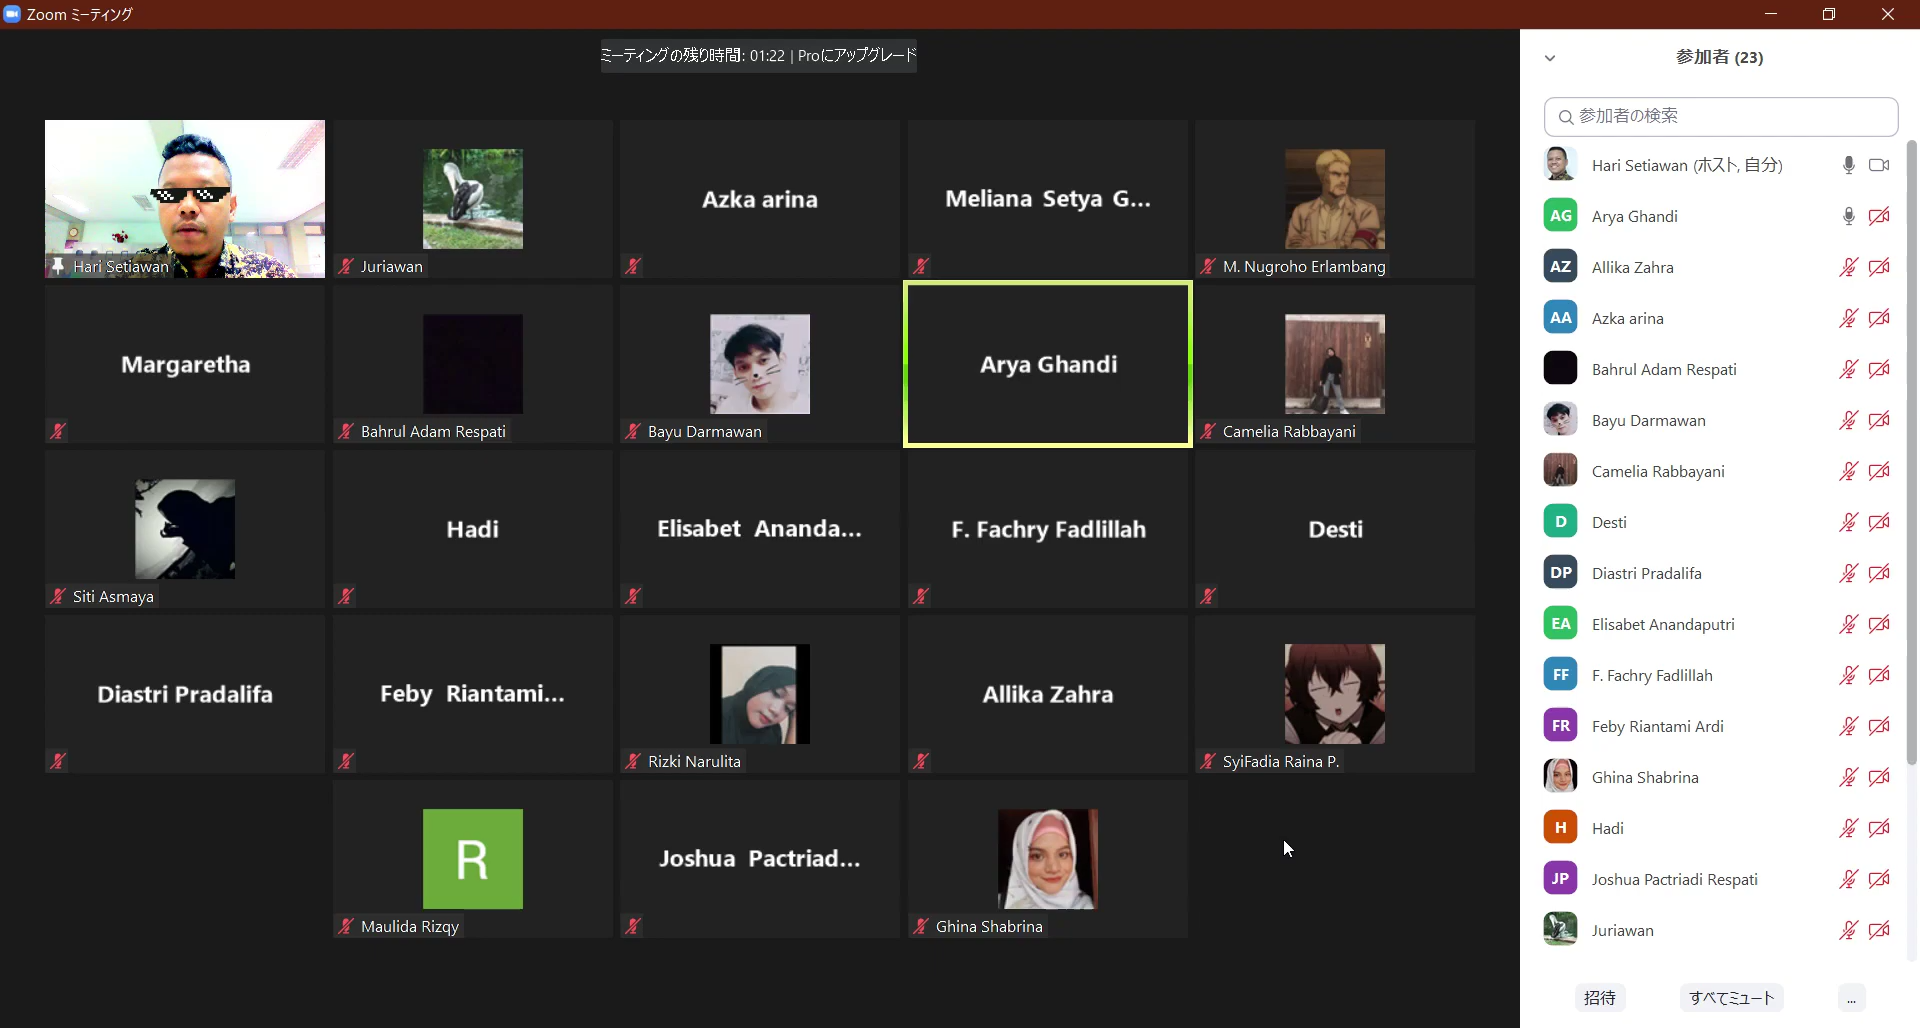 Zoom ミーティング
ミーティングの残り時間: 01:22 | Proにアップグレード
Hari Setiawan
Juriawan
Azka arina
Meliana Setya G...
M. Nugroho Erlambang
Margaretha
Bahrul Adam Respati
Bayu Darmawan
Arya Ghandi
Camelia Rabbayani
Siti Asmaya
Hadi
Elisabet Ananda...
F. Fachry Fadlillah
Desti
Diastri Pradalifa
Feby Riantami...
Rizki Narulita
Allika Zahra
SyiFadia Raina P.
R
Maulida Rizqy
Joshua Pactriad...
Ghina Shabrina
参加者 (23)
参加者の検索
Hari Setiawan (ホスト, 自分)
AG Arya Ghandi
AZ Allika Zahra
AA Azka arina
Bahrul Adam Respati
Bayu Darmawan
Camelia Rabbayani
D Desti
DP Diastri Pradalifa
EA Elisabet Anandaputri
FF F. Fachry Fadlillah
FR Feby Riantami Ardi
Ghina Shabrina
H Hadi
JP Joshua Pactriadi Respati
Juriawan
招待 すべてミュート ...